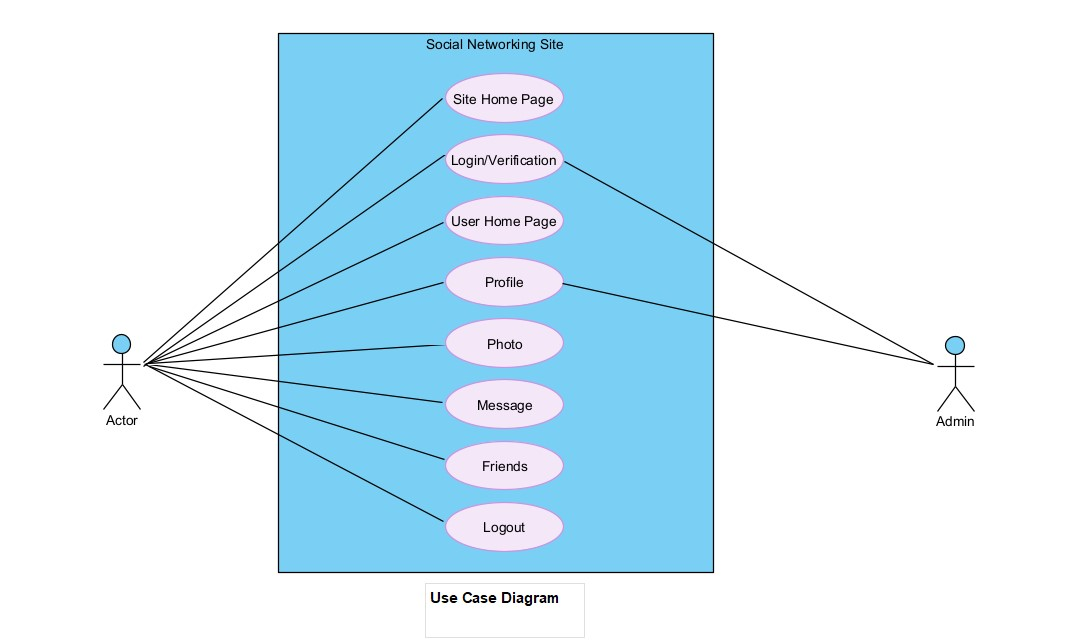 Social Networking Site
Site Home Page
Login/Verification
User Home Page
Profile
Photo
Message
Friends
Logout
Actor
Admin
Use Case Diagram